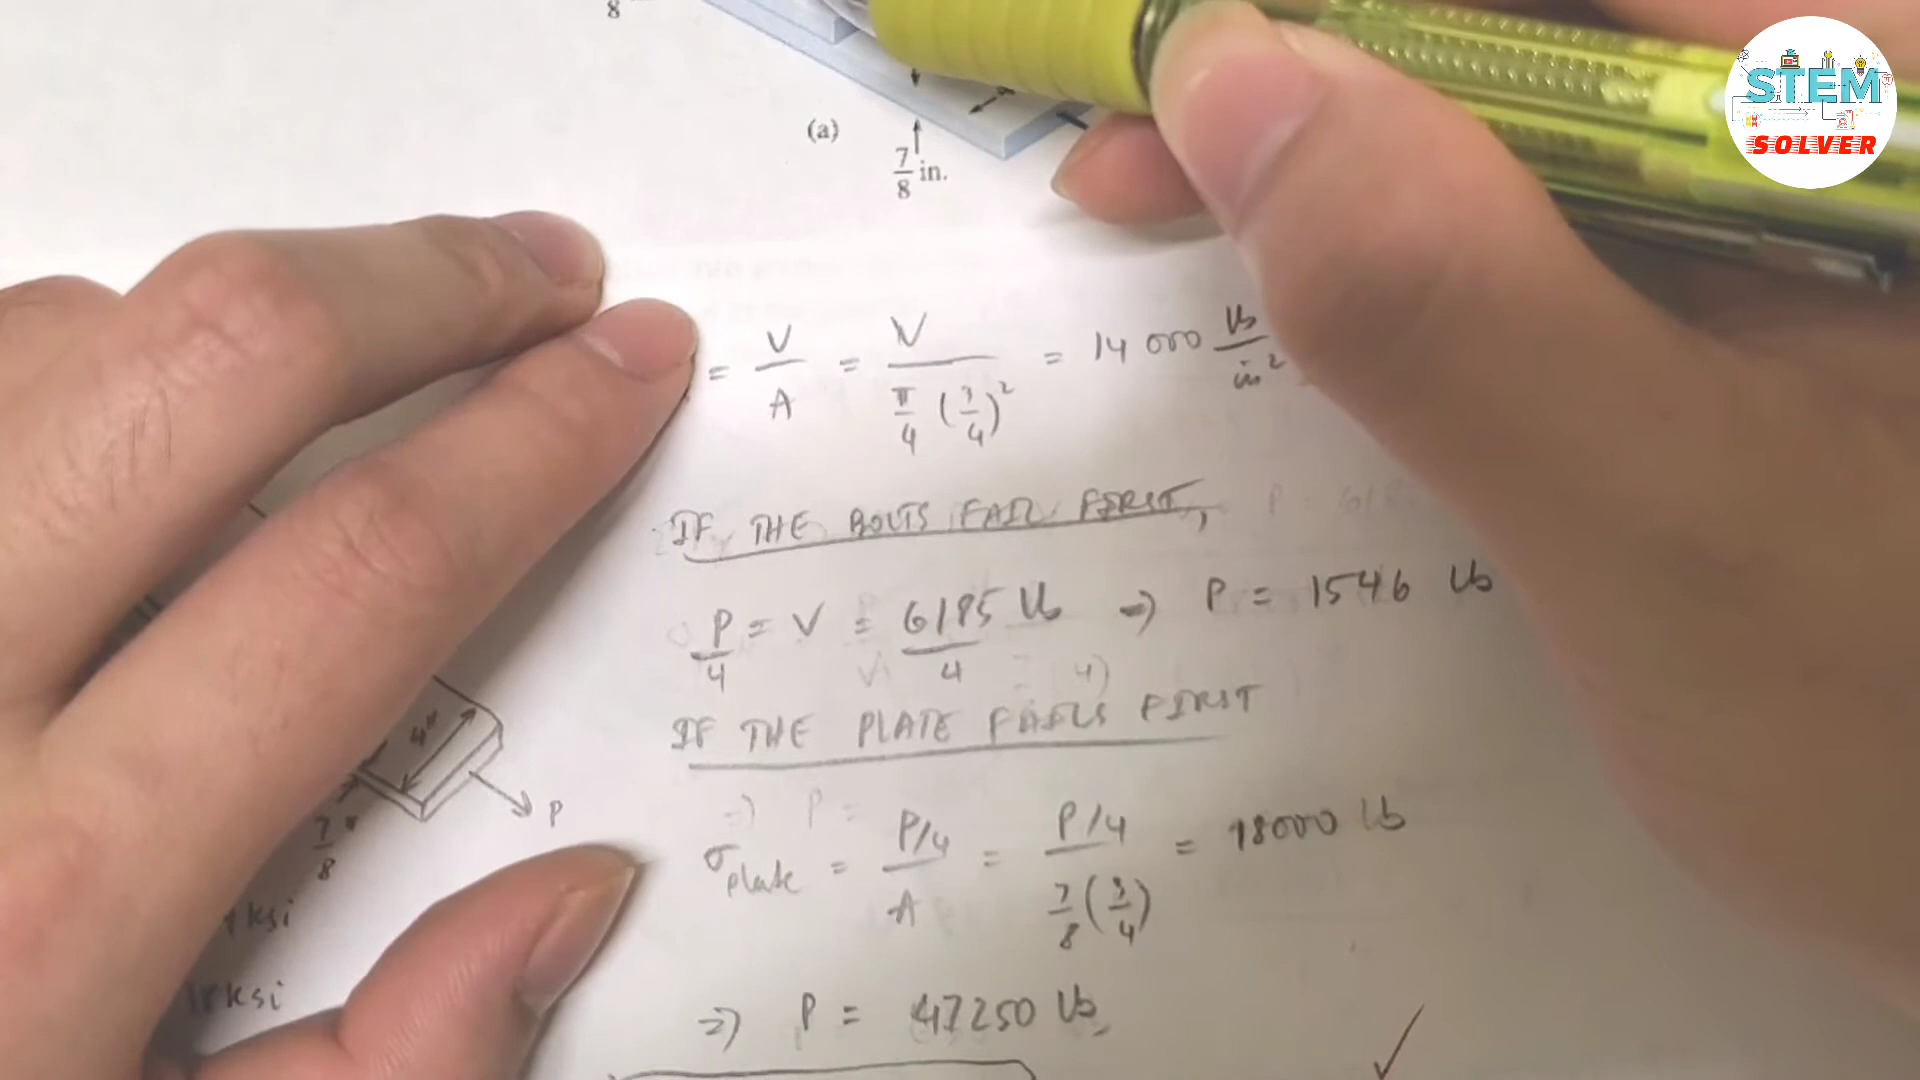 8
STEM
SOLVER
(a)
7/8 in.
= V/A = V / (π/4 (3/4)²) = 14 000 lb/in²
IF THE BOLTS FAIL FIRST,
P/4 = V = 6185 lb/4 => P = 1546 lb
IF THE PLATE FAILS FIRST
4"
P
7/8"
σplate = P/4 / A = P/4 / (7/8 (3/4)) = 18000 lb
ksi
ksi
=> P = 47250 lb